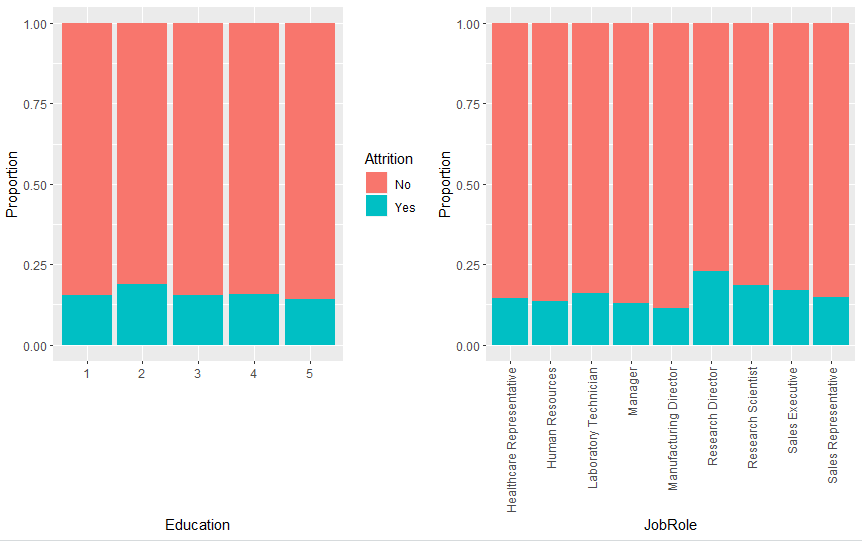 1.00
0.75
0.50
0.25
0.00
Proportion
1 2 3 4 5
Education
Attrition
No
Yes
1.00
0.75
0.50
0.25
0.00
Proportion
Healthcare Representative
Human Resources
Laboratory Technician
Manager
Manufacturing Director
Research Director
Research Scientist
Sales Executive
Sales Representative
JobRole